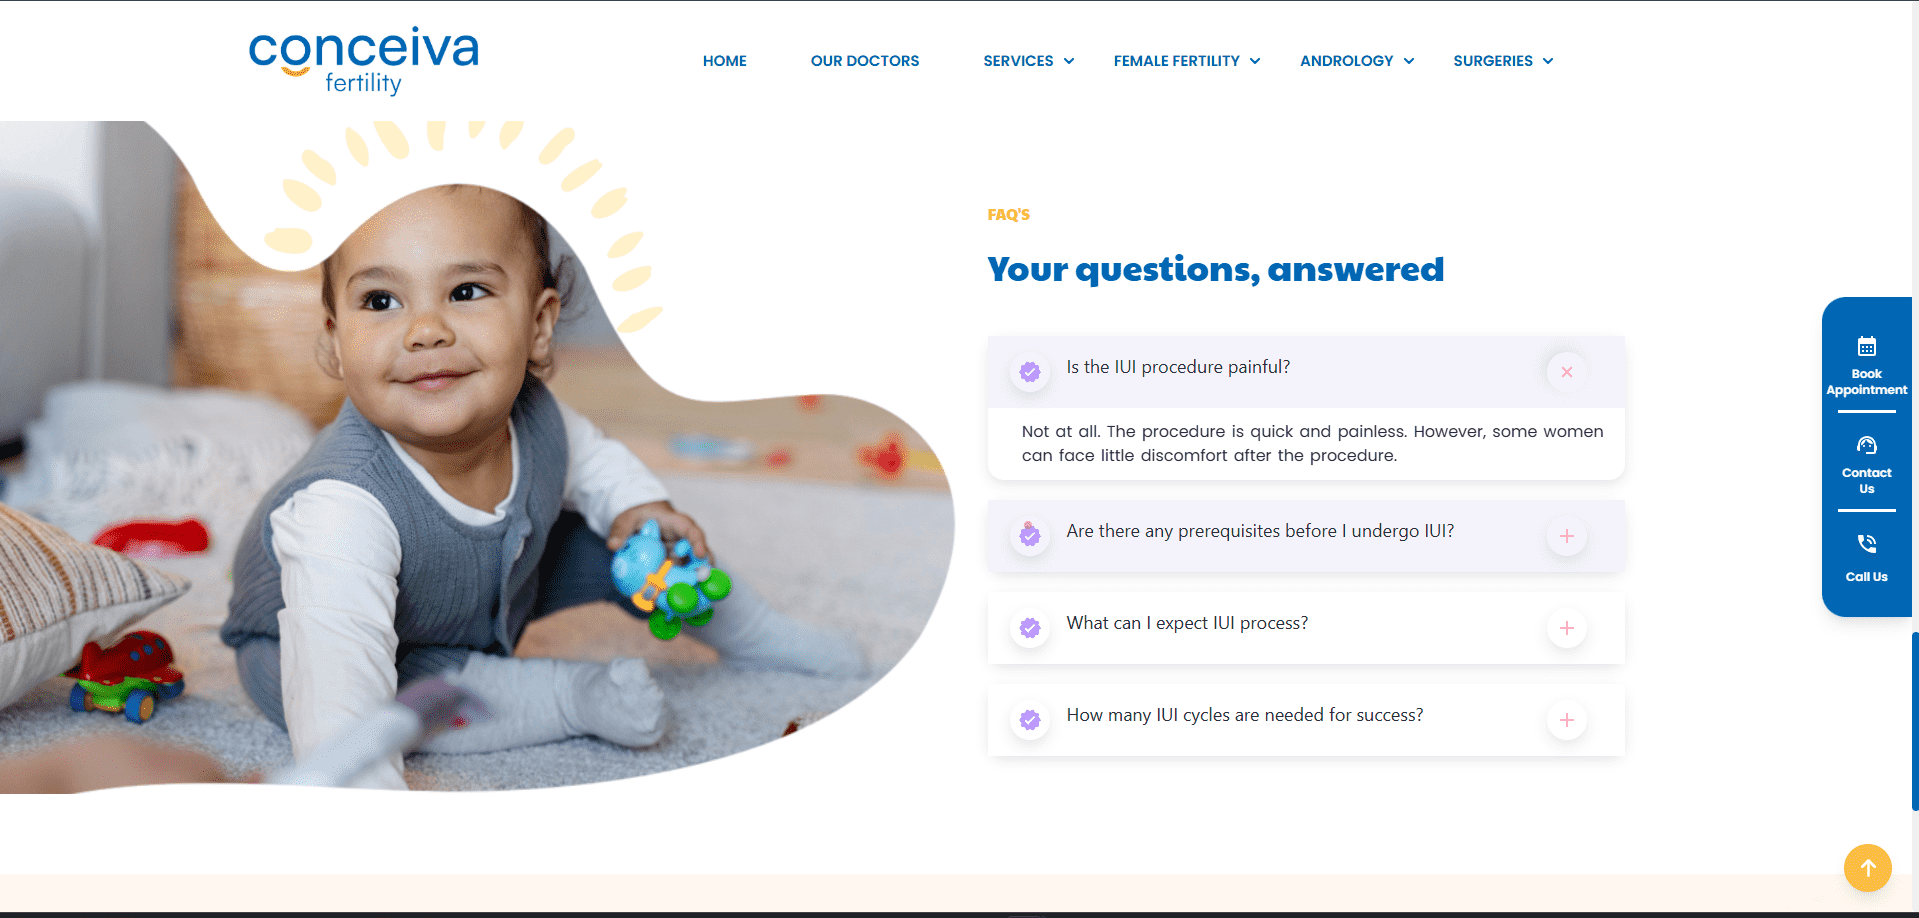 conceiva
fertility
HOME
OUR DOCTORS
SERVICES
FEMALE FERTILITY
ANDROLOGY
SURGERIES
FAQ'S
Your questions, answered
Is the IUI procedure painful?
Not at all. The procedure is quick and painless. However, some women
can face little discomfort after the procedure.
Are there any prerequisites before I undergo IUI?
What can I expect IUI process?
How many IUI cycles are needed for success?
Book
Appointment
Contact
Us
Call Us